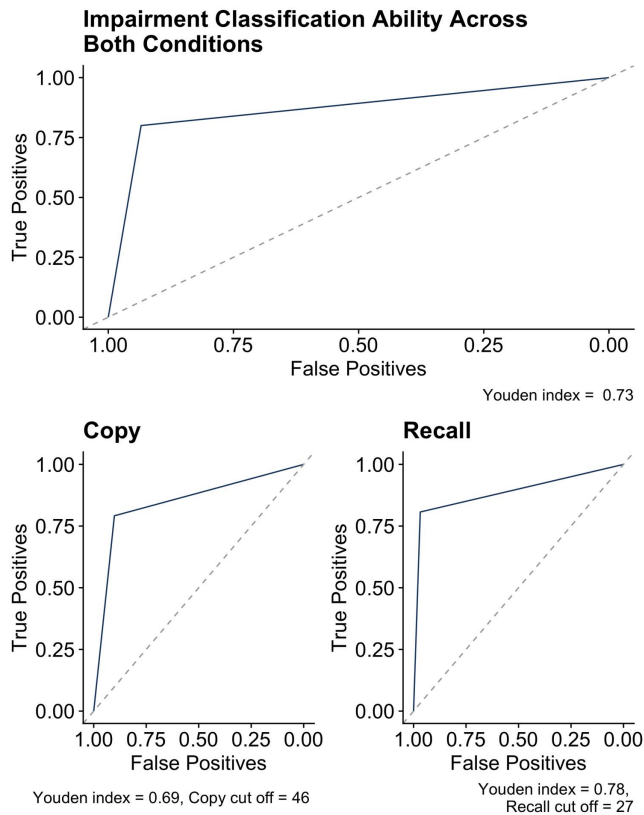 Impairment Classification Ability Across
Both Conditions
1.00
0.75
0.50
0.25
0.00
True Positives
1.00 0.75 0.50 0.25 0.00
False Positives
Youden index =  0.73
Copy
1.00
0.75
0.50
0.25
0.00
True Positives
1.00 0.75 0.50 0.25 0.00
False Positives
Youden index = 0.69, Copy cut off = 46
Recall
1.00
0.75
0.50
0.25
0.00
True Positives
1.00 0.75 0.50 0.25 0.00
False Positives
Youden index = 0.78,
Recall cut off = 27